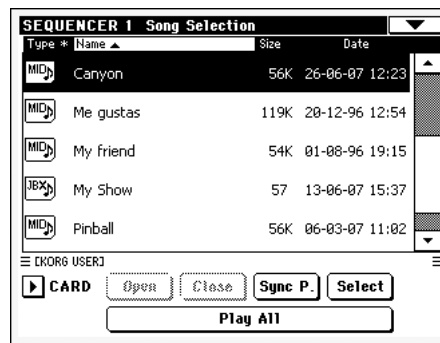 SEQUENCER 1 Song Selection
Type * Name ▲ Size Date
MID Canyon 56K 26-06-07 12:23
MID Me gustas 119K 20-12-96 12:54
MID My friend 54K 01-08-96 19:15
JBX My Show 57 13-06-07 15:37
MID Pinball 56K 06-03-07 11:02
[KORG USER]
CARD Open Close Sync P. Select
Play All